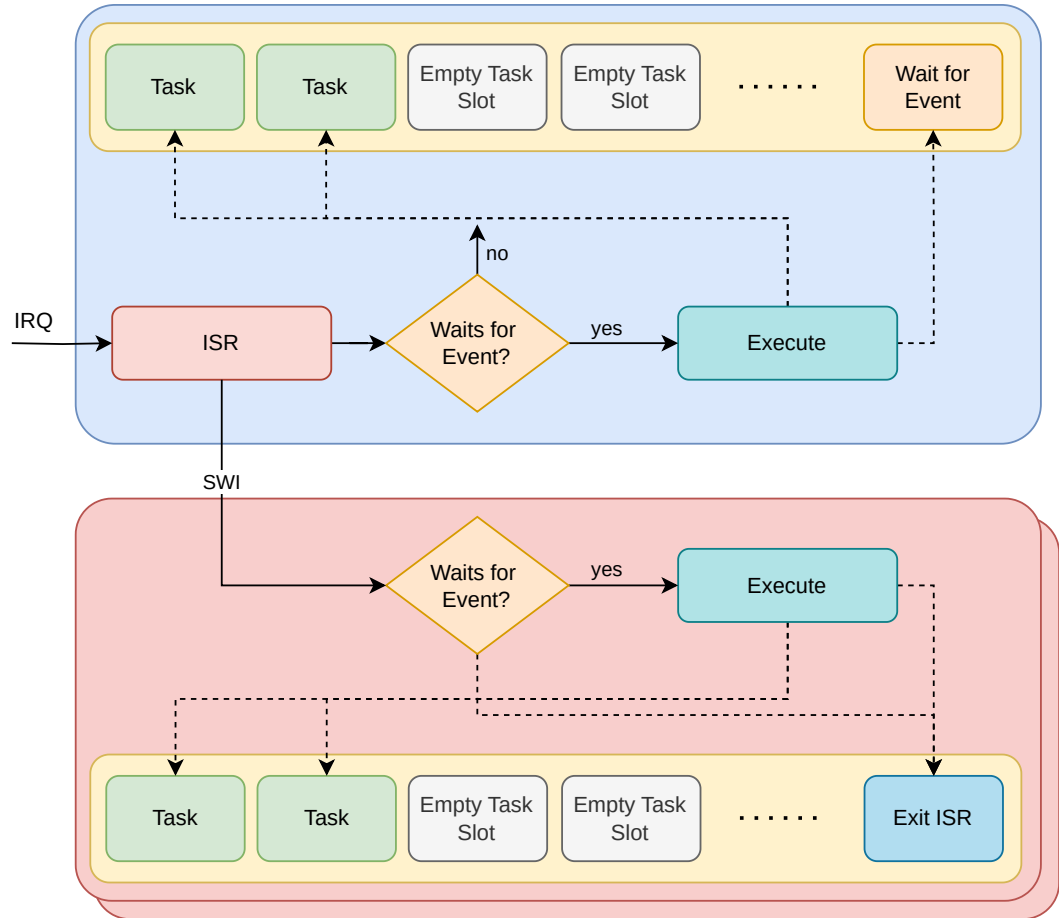 Task
Task
Empty Task
Slot
Empty Task
Slot
......
Wait for
Event
no
IRQ
ISR
Waits for
Event?
yes
Execute
SWI
Waits for
Event?
yes
Execute
Task
Task
Empty Task
Slot
Empty Task
Slot
......
Exit ISR